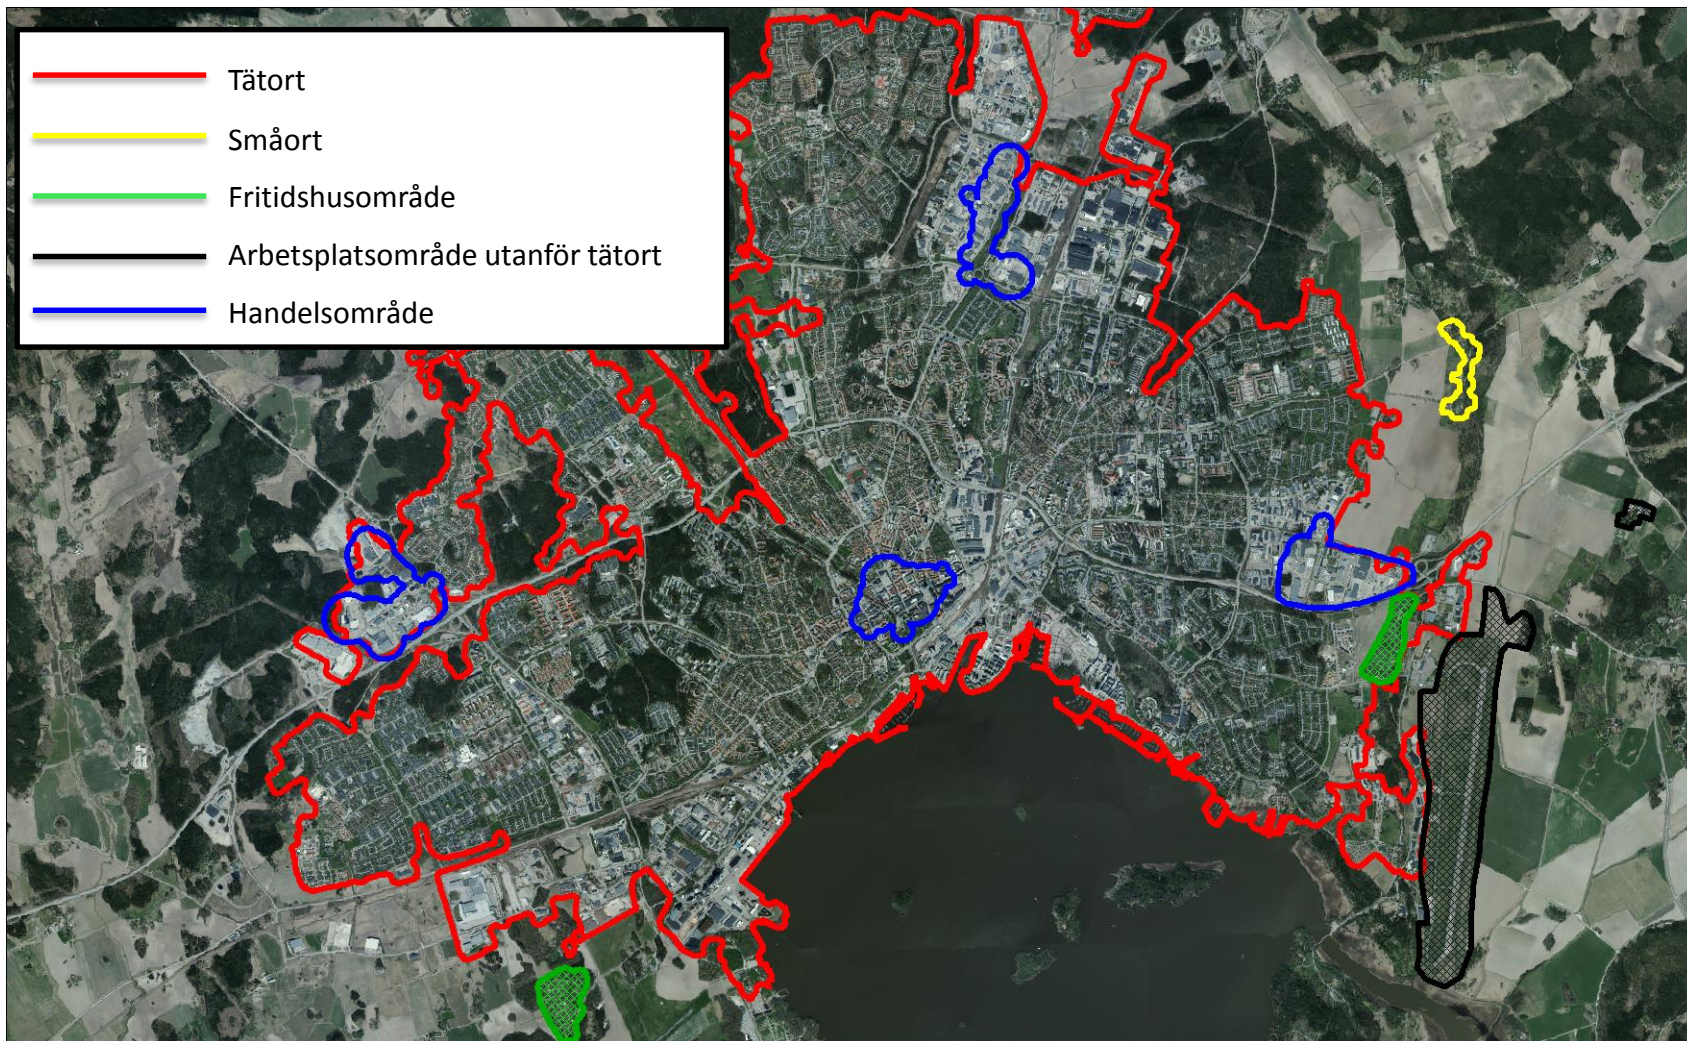 Tätort
Småort
Fritidshusområde
Arbetsplatsområde utanför tätort
Handelsområde